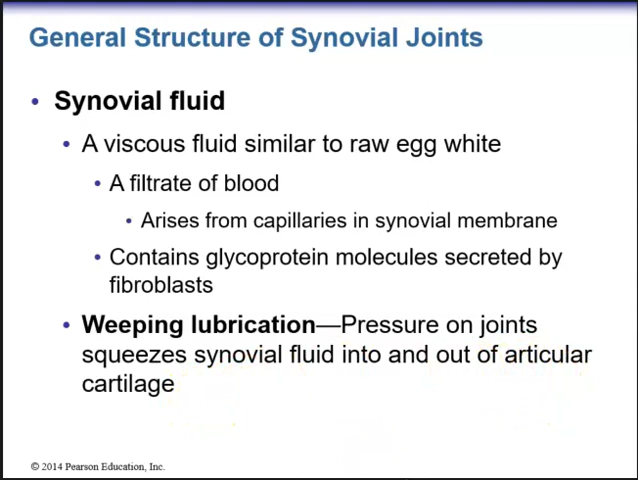 General Structure of Synovial Joints
• Synovial fluid
• A viscous fluid similar to raw egg white
• A filtrate of blood
• Arises from capillaries in synovial membrane
• Contains glycoprotein molecules secreted by
fibroblasts
• Weeping lubrication—Pressure on joints
squeezes synovial fluid into and out of articular
cartilage
© 2014 Pearson Education, Inc.